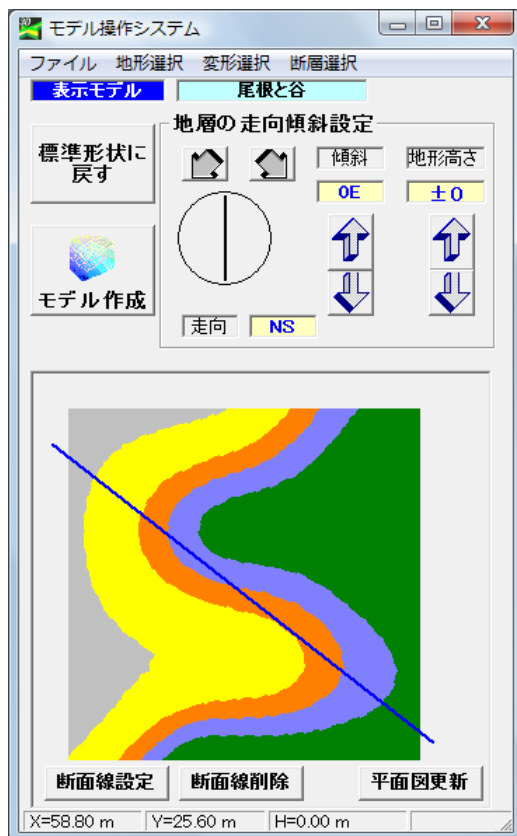 モデル操作システム
ファイル 地形選択 変形選択 断層選択
表示モデル 尾根と谷
地層の走向傾斜設定
標準形状に
戻す
傾斜 地形高さ
0E ±0
モデル作成
走向 NS
断面線設定 断面線削除 平面図更新
X=58.80 m Y=25.60 m H=0.00 m